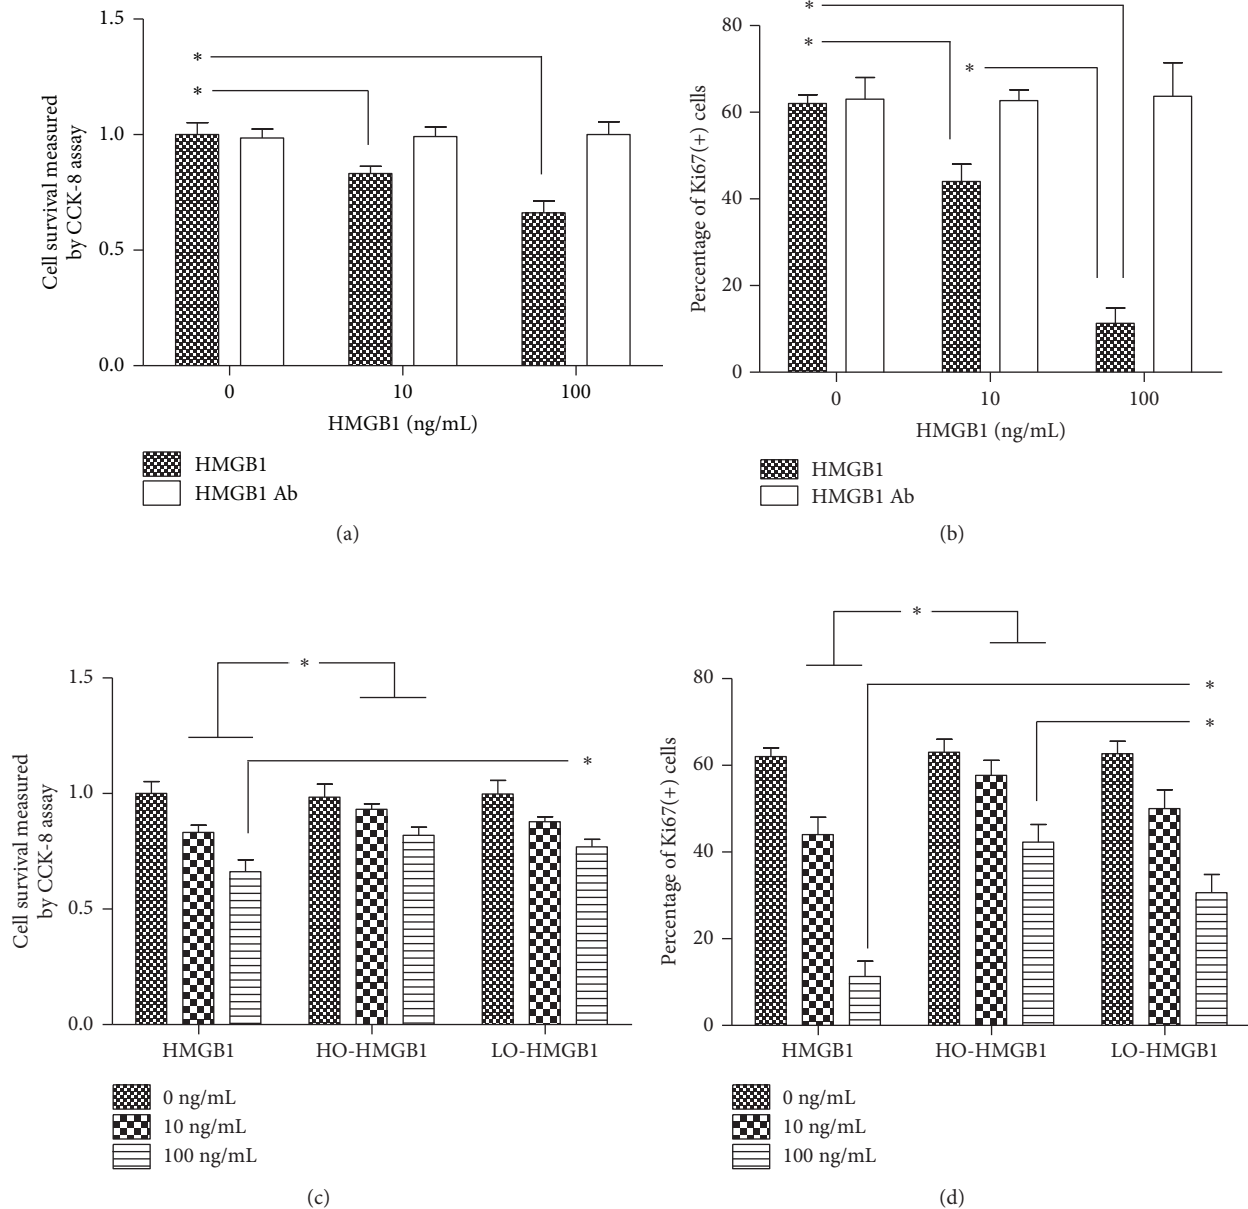 Cell survival measured
by CCK-8 assay
1.5
1.0
0.5
0.0
*
*
0
10
100
HMGB1 (ng/mL)
HMGB1
HMGB1 Ab
(a)
Percentage of Ki67(+) cells
80
60
40
20
0
*
*
*
0
10
100
HMGB1 (ng/mL)
HMGB1
HMGB1 Ab
(b)
Cell survival measured
by CCK-8 assay
1.5
1.0
0.5
0.0
*
*
HMGB1
HO-HMGB1
LO-HMGB1
0 ng/mL
10 ng/mL
100 ng/mL
(c)
Percentage of Ki67(+) cells
80
60
40
20
0
*
*
*
HMGB1
HO-HMGB1
LO-HMGB1
0 ng/mL
10 ng/mL
100 ng/mL
(d)